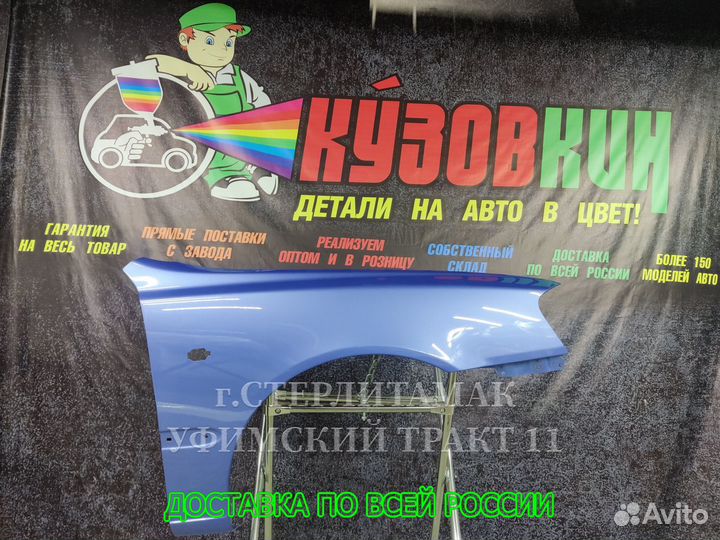 КУЗОВКИН
ДЕТАЛИ НА АВТО В ЦВЕТ!
ГАРАНТИЯ
НА ВЕСЬ ТОВАР
ПРЯМЫЕ ПОСТАВКИ
С ЗАВОДА
РЕАЛИЗУЕМ
ОПТОМ И В РОЗНИЦУ
СОБСТВЕННЫЙ
СКЛАД
ДОСТАВКА
ПО ВСЕЙ РОССИИ
БОЛЕЕ 150
МОДЕЛЕЙ АВТО
г.СТЕРЛИТАМАК
УФИМСКИЙ ТРАКТ 11
ДОСТАВКА ПО ВСЕЙ РОССИИ
Avito